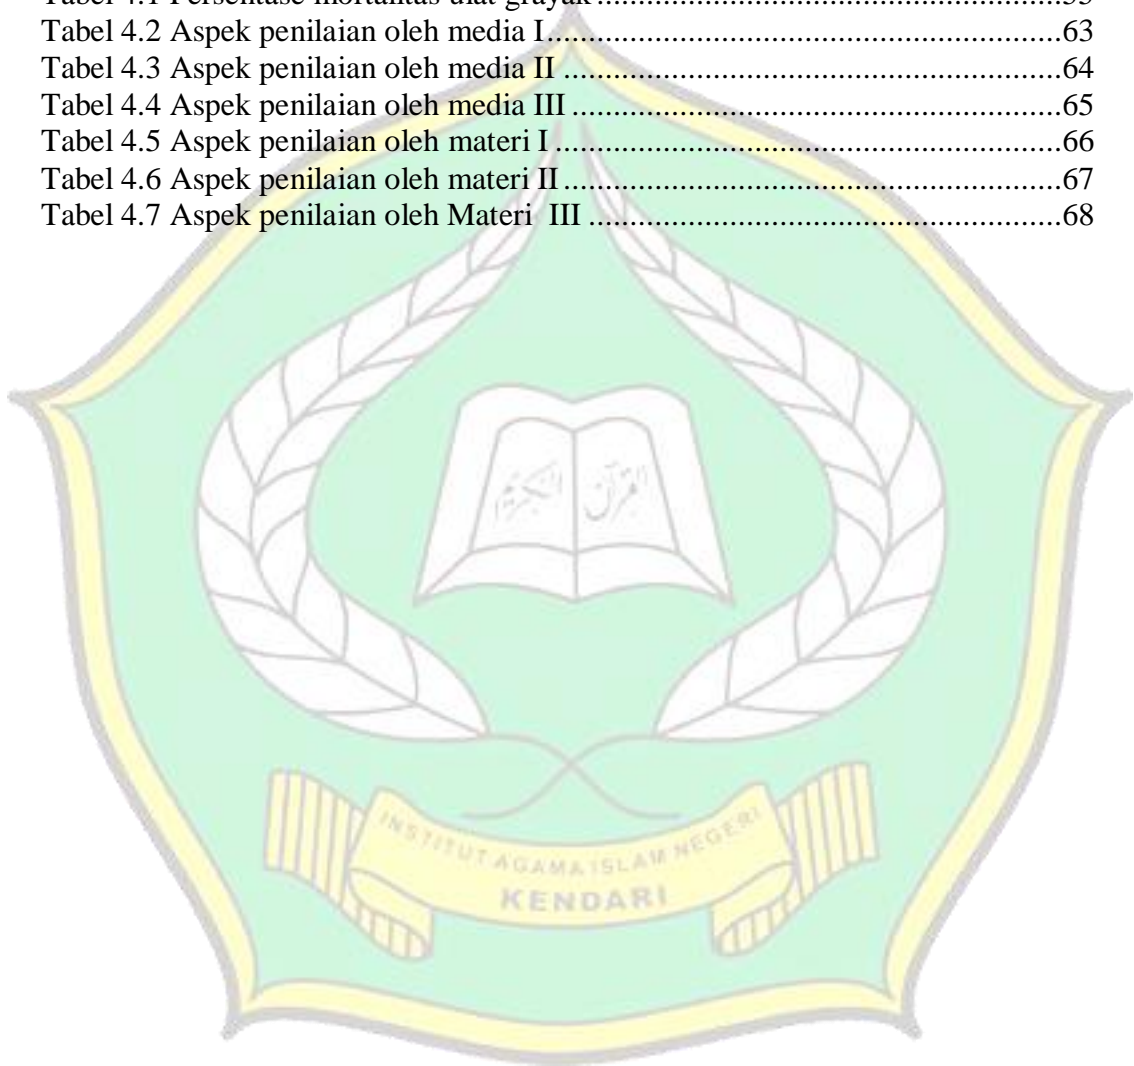 Tabel 4.1 Persentase mortalitas ulat grayak
Tabel 4.2 Aspek penilaian oleh media I....................................................................63
Tabel 4.3 Aspek penilaian oleh media II ..................................................................64
Tabel 4.4 Aspek penilaian oleh media III .................................................................65
Tabel 4.5 Aspek penilaian oleh materi I ...................................................................66
Tabel 4.6 Aspek penilaian oleh materi II..................................................................67
Tabel 4.7 Aspek penilaian oleh Materi  III ...............................................................68
القرآن الكريم
INSTITUT AGAMA ISLAM NEGERI
KENDARI